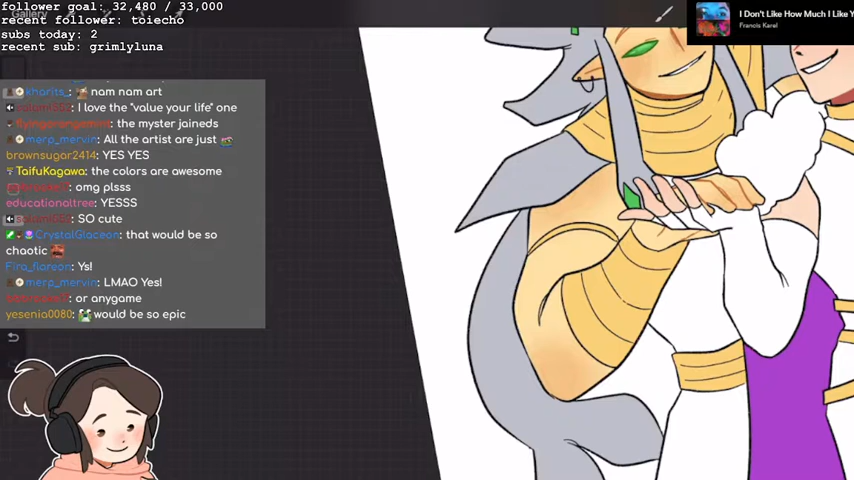 follower goal: 32,480 / 33,000
Gallery
recent follower: toiecho
subs today: 2
recent sub: grimlyluna
I Don't Like How Much I Like Y
Francis Karel
kharits_: nam nam art
: I love the "value your life" one
: the myster jaineds
merp_mervin: All the artist are just
brownsugar2414: YES YES
TaifuKagawa: the colors are awesome
: omg plsss
educationaltree: YESSS
: SO cute
CrystalGlaceon: that would be so
chaotic
Fira_flareon: Ys!
merp_mervin: LMAO Yes!
: or anygame
yesenia0080: would be so epic